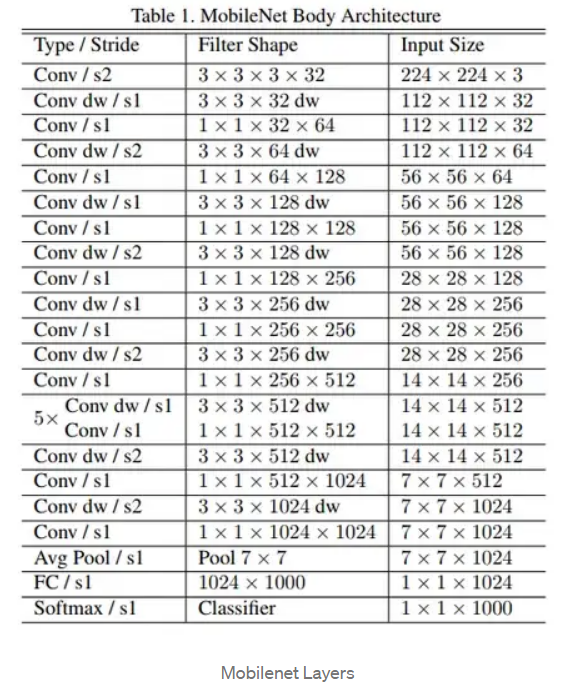 Table 1. MobileNet Body Architecture
Type / Stride Filter Shape Input Size
Conv / s2 3 × 3 × 3 × 32 224 × 224 × 3
Conv dw / s1 3 × 3 × 32 dw 112 × 112 × 32
Conv / s1 1 × 1 × 32 × 64 112 × 112 × 32
Conv dw / s2 3 × 3 × 64 dw 112 × 112 × 64
Conv / s1 1 × 1 × 64 × 128 56 × 56 × 64
Conv dw / s1 3 × 3 × 128 dw 56 × 56 × 128
Conv / s1 1 × 1 × 128 × 128 56 × 56 × 128
Conv dw / s2 3 × 3 × 128 dw 56 × 56 × 128
Conv / s1 1 × 1 × 128 × 256 28 × 28 × 128
Conv dw / s1 3 × 3 × 256 dw 28 × 28 × 256
Conv / s1 1 × 1 × 256 × 256 28 × 28 × 256
Conv dw / s2 3 × 3 × 256 dw 28 × 28 × 256
Conv / s1 1 × 1 × 256 × 512 14 × 14 × 256
5× Conv dw / s1 3 × 3 × 512 dw 14 × 14 × 512
Conv / s1 1 × 1 × 512 × 512 14 × 14 × 512
Conv dw / s2 3 × 3 × 512 dw 14 × 14 × 512
Conv / s1 1 × 1 × 512 × 1024 7 × 7 × 512
Conv dw / s2 3 × 3 × 1024 dw 7 × 7 × 1024
Conv / s1 1 × 1 × 1024 × 1024 7 × 7 × 1024
Avg Pool / s1 Pool 7 × 7 7 × 7 × 1024
FC / s1 1024 × 1000 1 × 1 × 1024
Softmax / s1 Classifier 1 × 1 × 1000
Mobilenet Layers